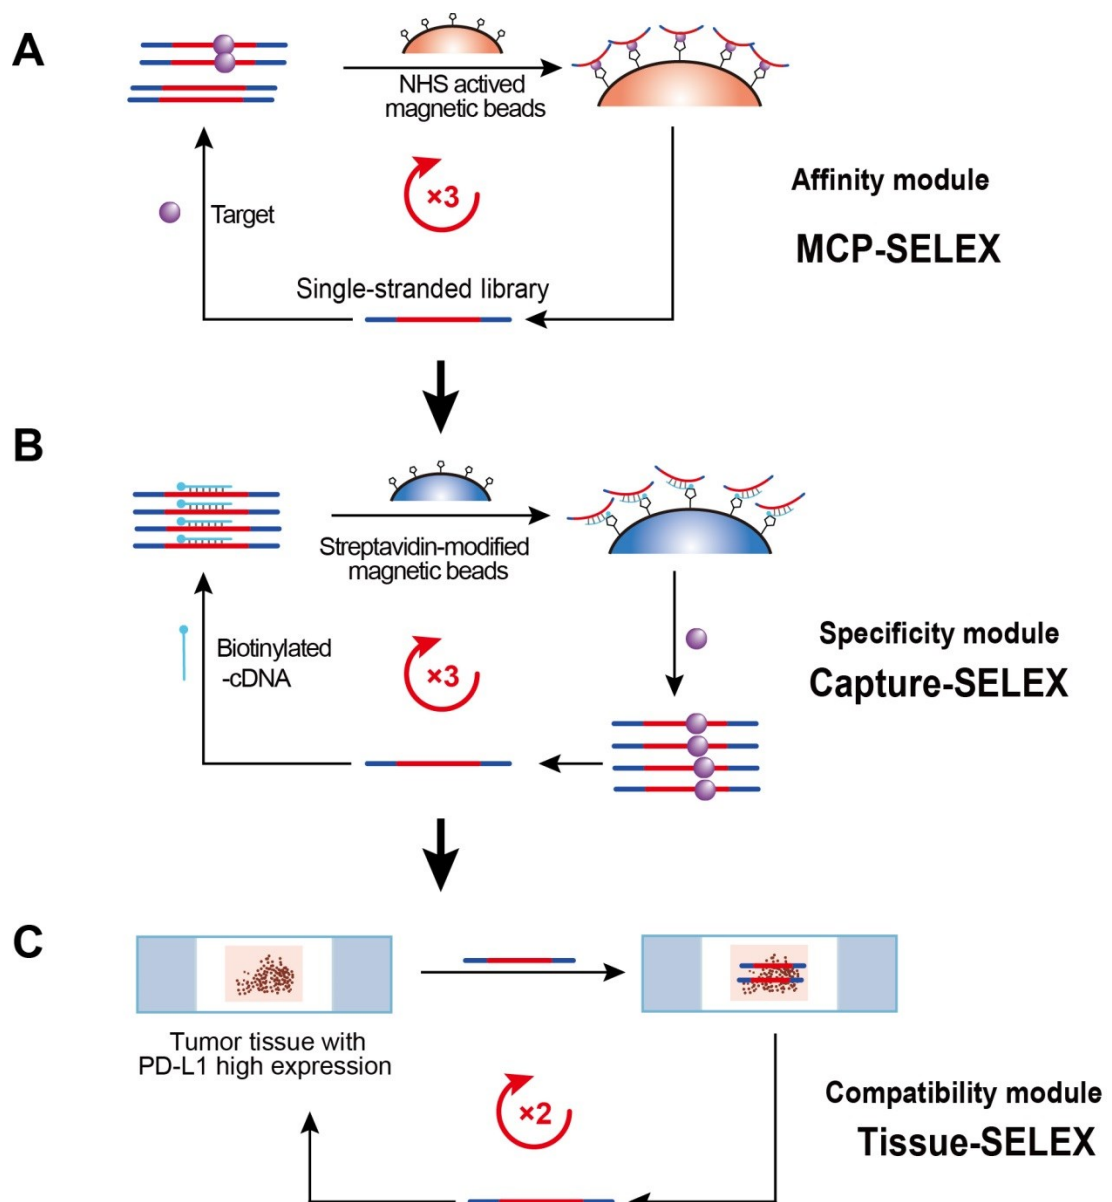 A
NHS actived
magnetic beads
×3
Target
Single-stranded library
Affinity module
MCP-SELEX
B
Streptavidin-modified
magnetic beads
Biotinylated
-cDNA
×3
Specificity module
Capture-SELEX
C
Tumor tissue with
PD-L1 high expression
×2
Compatibility module
Tissue-SELEX